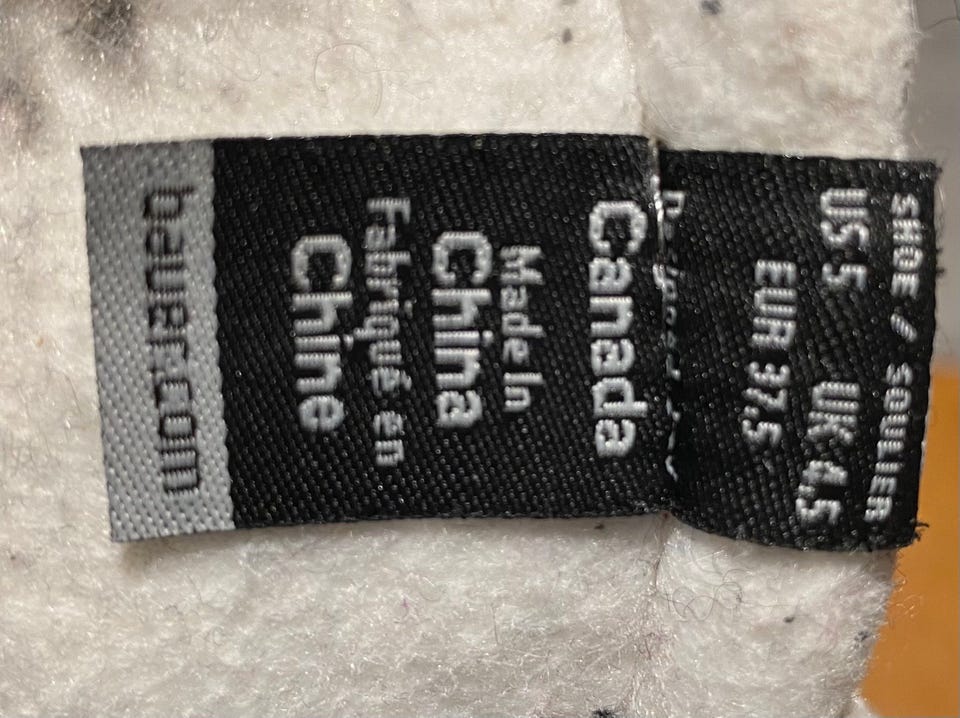 SHOE / SOULIER
US 5 UK 4.5
EUR 37.5
Canada
Made In
China
Fabriqué en
Chine
bauer.com